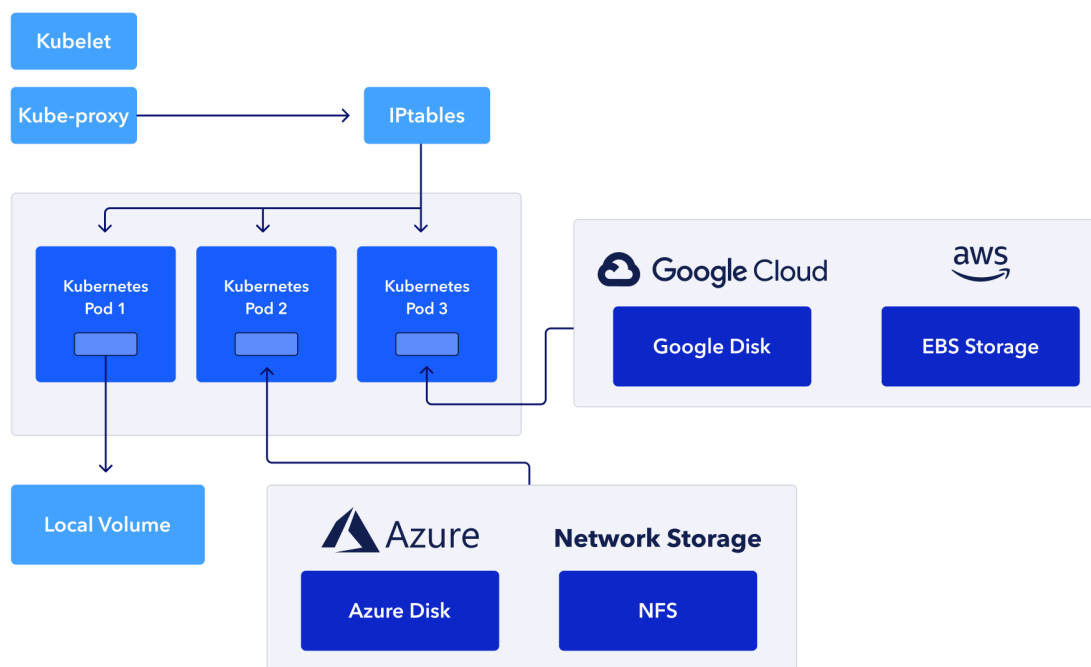 Kubelet
Kube-proxy
IPtables
Kubernetes
Pod 1
Kubernetes
Pod 2
Kubernetes
Pod 3
Google Cloud
aws
Google Disk
EBS Storage
Local Volume
Azure
Network Storage
Azure Disk
NFS